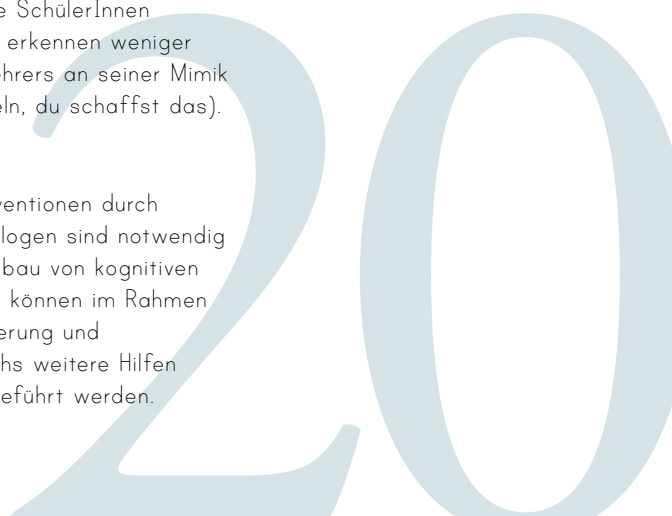 e SchülerInnen
erkennen weniger
ehrers an seiner Mimik
eln, du schaffst das).
ventionen durch
logen sind notwendig
bau von kognitiven
können im Rahmen
erung und
hs weitere Hilfen
eführt werden.
20